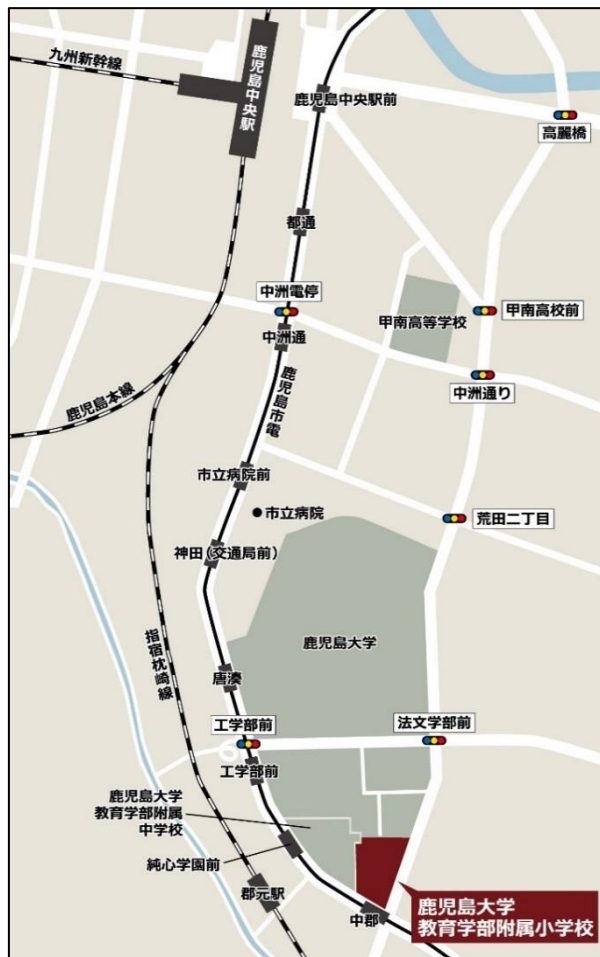 九州新幹線
鹿児島中央駅
鹿児島中央駅前
高麗橋
都通
中洲電停
甲南高等学校
甲南高校前
中洲通
中洲通り
鹿児島本線
鹿児島市電
市立病院前
市立病院
荒田二丁目
神田(交通局前)
指宿枕崎線
鹿児島大学
唐湊
工学部前
法文学部前
工学部前
鹿児島大学
教育学部附属
中学校
純心学園前
郡元駅
中郡
鹿児島大学
教育学部附属小学校